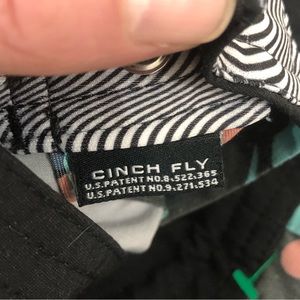 CINCH FLY
U.S.PATENT NO.8,522,365
U.S.PATENT NO.9,271,534